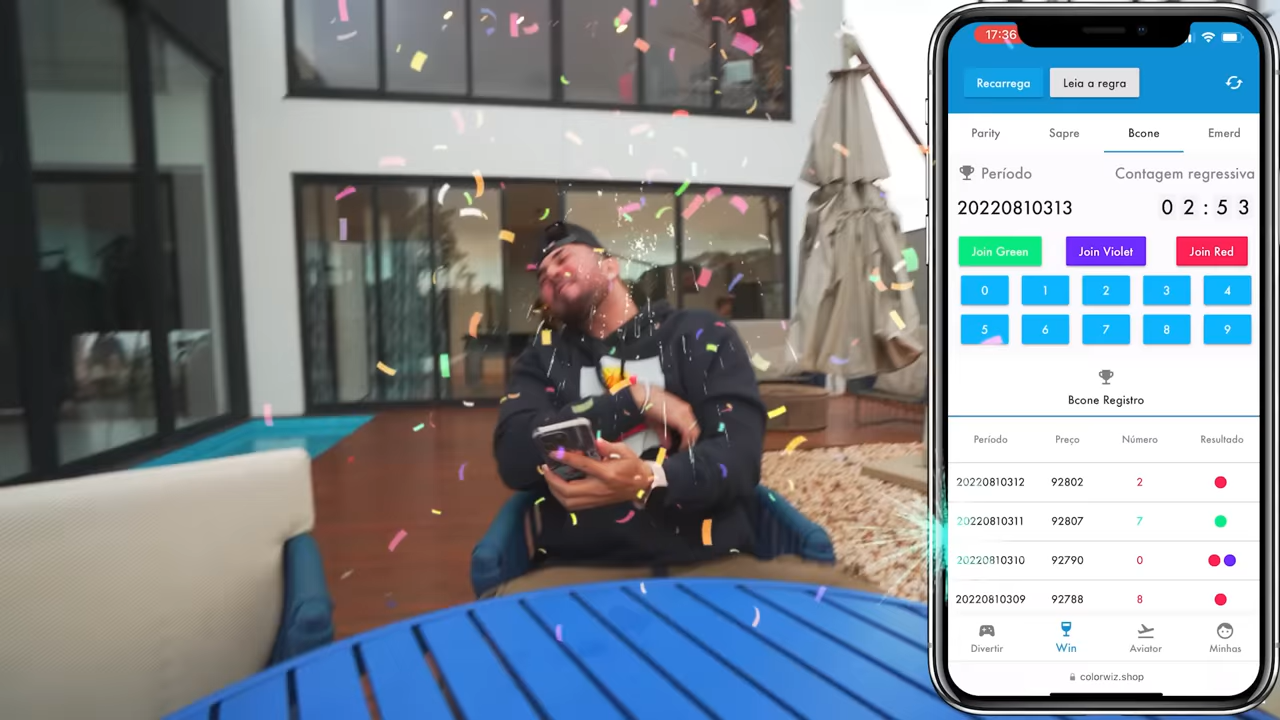 17:36
Recarrega Leia a regra
Parity Sapre Bcone Emerd
Período Contagem regressiva
20220810313 0 2 : 5 3
Join Green Join Violet Join Red
0 1 2 3 4
5 6 7 8 9
Bcone Registro
Período Preço Número Resultado
20220810312 92802 2
20220810311 92807 7
20220810310 92790 0
20220810309 92788 8
Divertir Win Aviator Minhas
colorwiz.shop